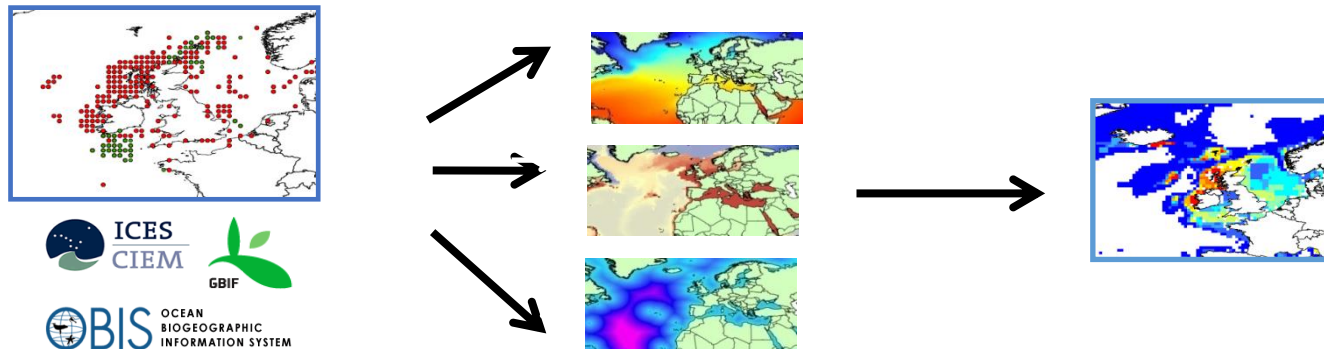 ICES
CIEM
GBIF
OBIS
OCEAN
BIOGEOGRAPHIC
INFORMATION SYSTEM